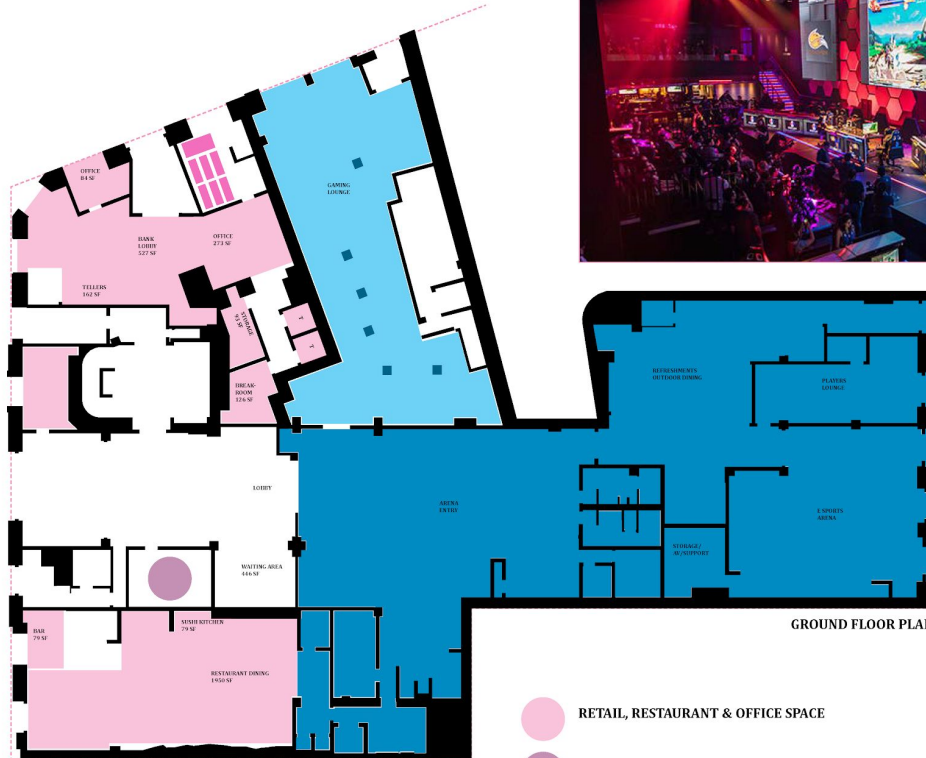 OFFICE
84 SF
GAMING
LOUNGE
BANK
LOBBY
527 SF
OFFICE
273 SF
TELLERS
162 SF
STORAGE
93 SF
T
T
BREAK-
ROOM
126 SF
REFRESHMENTS
OUTDOOR DINING
PLAYERS
LOUNGE
LOBBY
ARENA
ENTRY
E SPORTS
ARENA
STORAGE/
AV/SUPPORT
WAITING AREA
446 SF
BAR
79 SF
SUSHI KITCHEN
79 SF
RESTAURANT DINING
1950 SF
GROUND FLOOR PLA
RETAIL, RESTAURANT & OFFICE SPACE